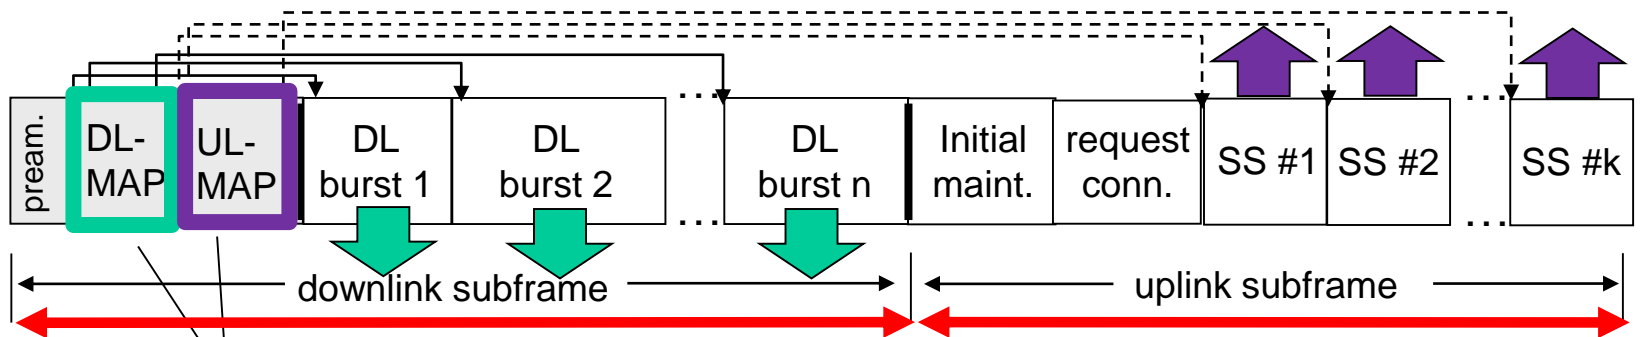 pream.
DL-
MAP
UL-
MAP
DL
burst 1
DL
burst 2
...
...
DL
burst n
Initial
maint.
request
conn.
SS #1
SS #2
...
...
SS #k
downlink subframe
uplink subframe